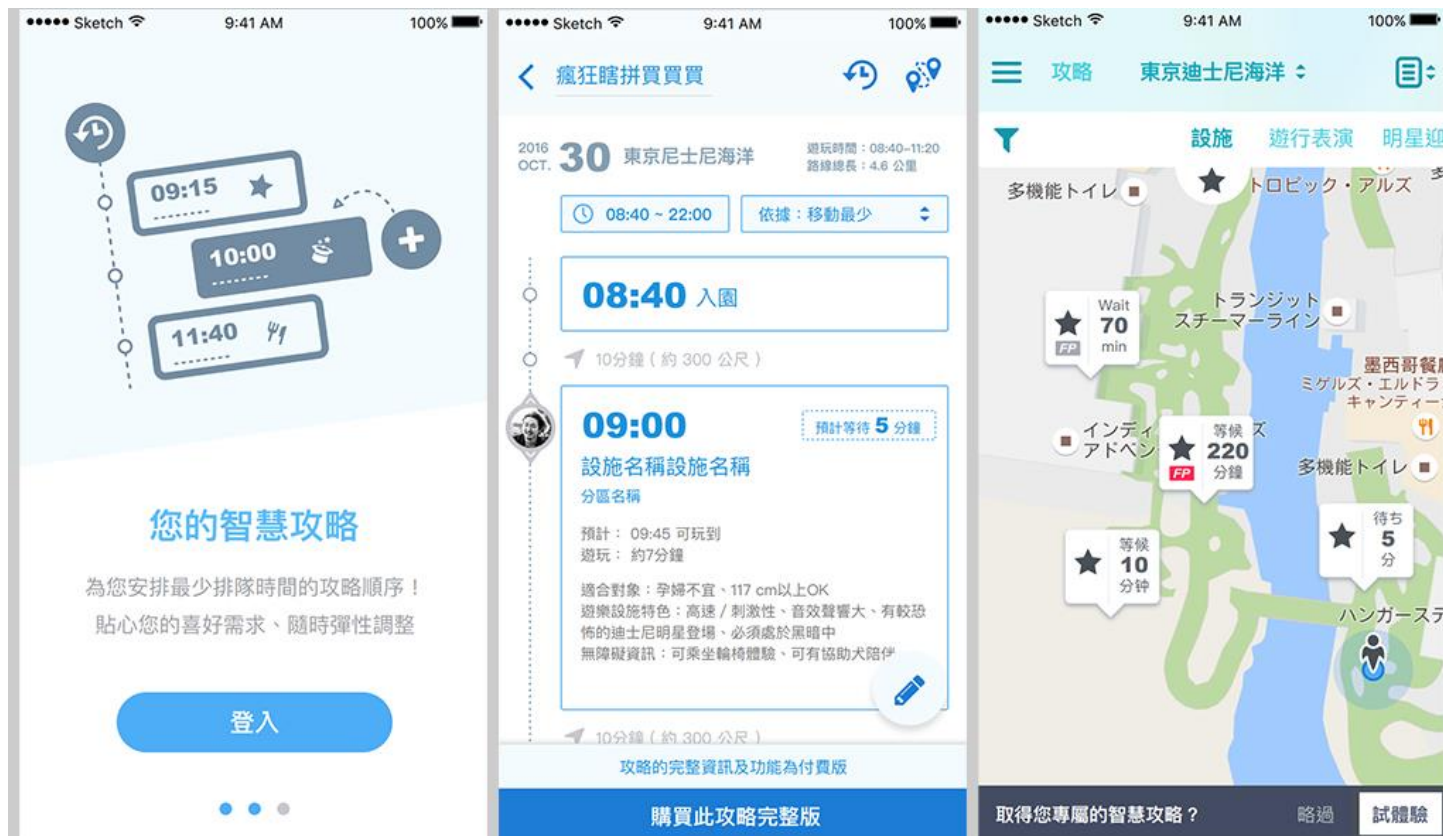 Sketch 9:41 AM 100%
09:15
10:00
11:40
您的智慧攻略
為您安排最少排隊時間的攻略順序！
貼心您的喜好需求、隨時彈性調整
登入
Sketch 9:41 AM 100%
瘋狂瞎拼買買買
2016
OCT. 30 東京尼士尼海洋
遊玩時間：08:40–11:20
路線總長：4.6 公里
08:40 ~ 22:00 依據：移動最少
08:40 入園
10分鐘（約 300 公尺）
09:00 預計等待 5 分鐘
設施名稱設施名稱
分區名稱
預計： 09:45 可玩到
遊玩： 約7分鐘
適合對象：孕婦不宜、117 cm以上OK
遊樂設施特色：高速 / 刺激性、音效聲響大、有較恐
怖的迪士尼明星登場、必須處於黑暗中
無障礙資訊：可乘坐輪椅體驗、可有協助犬陪伴
10分鐘（約 300 公尺）
攻略的完整資訊及功能為付費版
購買此攻略完整版
Sketch 9:41 AM 100%
攻略 東京迪士尼海洋
設施 遊行表演 明星迎
多機能トイレ
トロピック・アルズ
Wait
70
min
FP
トランジット
スチーマーライン
墨西哥餐廳
ミゲルズ・エルドラ
キャンティー
インディ ズ
アドベン
等候
220
分鐘
FP
多機能トイレ
待ち
5
分
等候
10
分钟
ハンガーステ
取得您專屬的智慧攻略？ 略過 試體驗